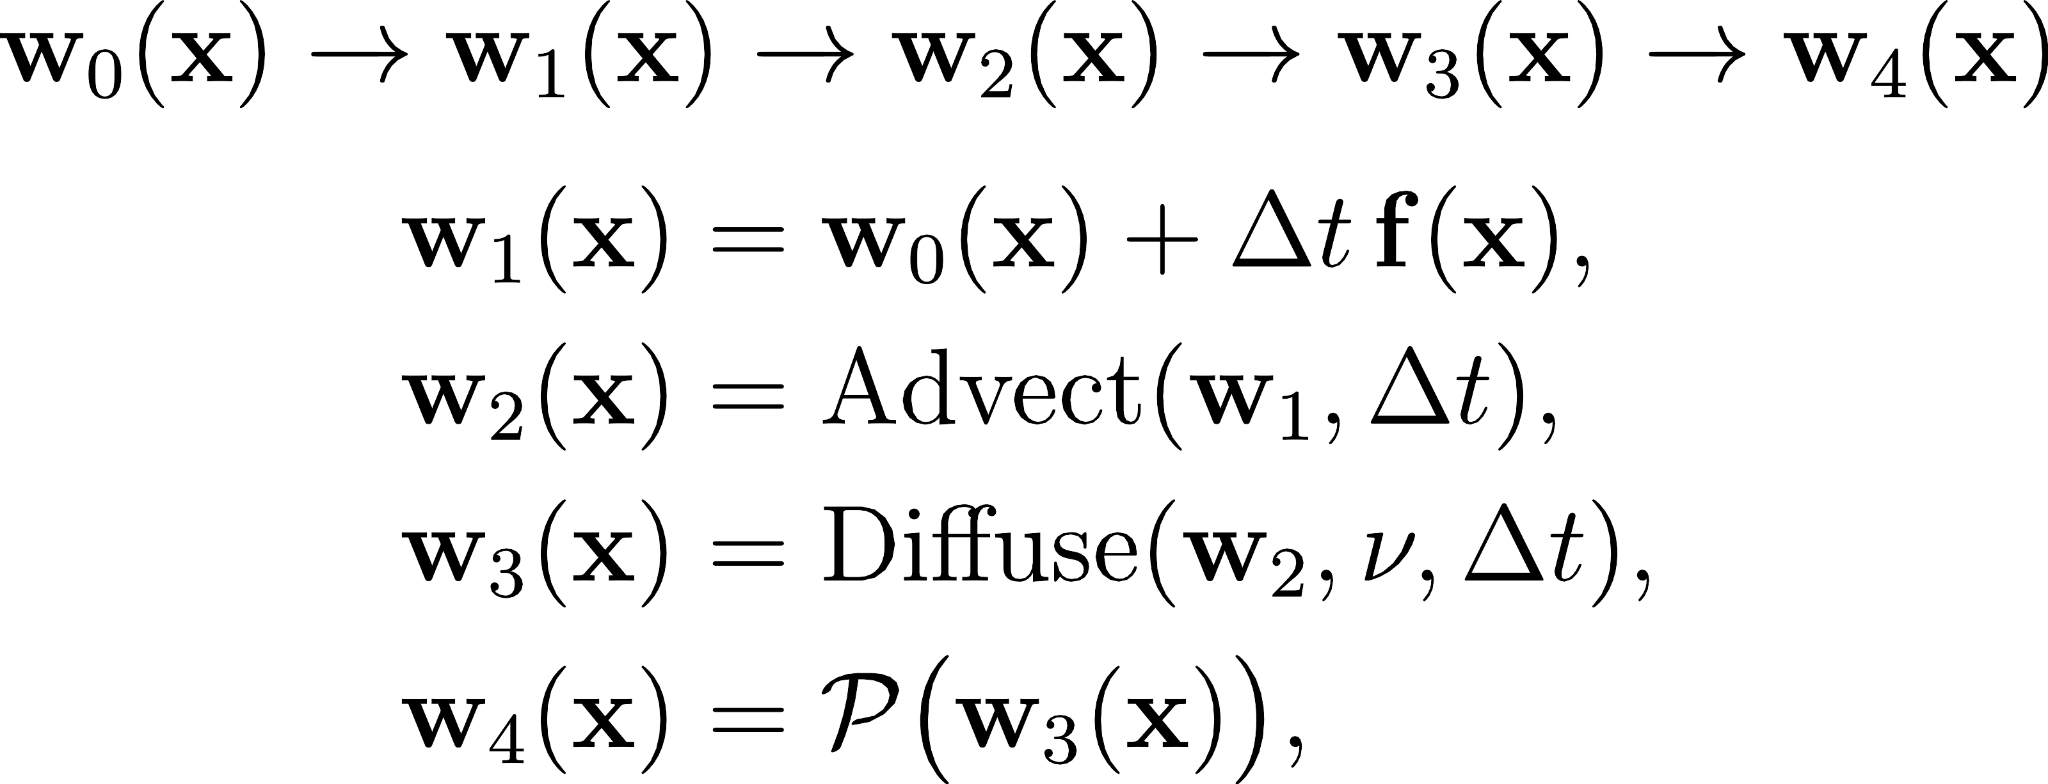 w₀(x) → w₁(x) → w₂(x) → w₃(x) → w₄(x)
w₁(x) = w₀(x) + Δt f(x),
w₂(x) = Advect(w₁, Δt),
w₃(x) = Diffuse(w₂, ν, Δt),
w₄(x) = 𝒫(w₃(x)),